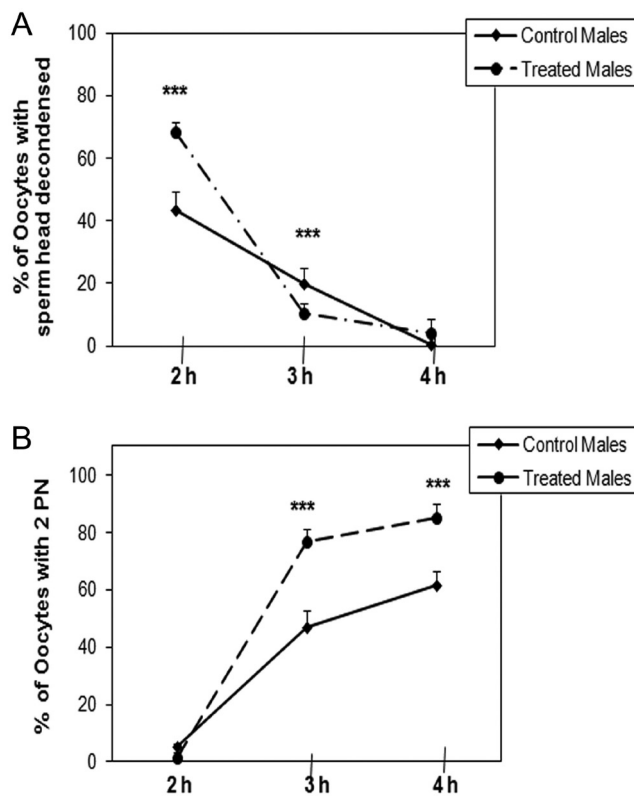 A
100
80
60
40
20
0
% of Oocytes with
sperm head decondensed
Control Males
Treated Males
***
***
2 h
3 h
4 h
B
100
80
60
40
20
0
% of Oocytes with 2 PN
Control Males
Treated Males
***
***
2 h
3 h
4 h